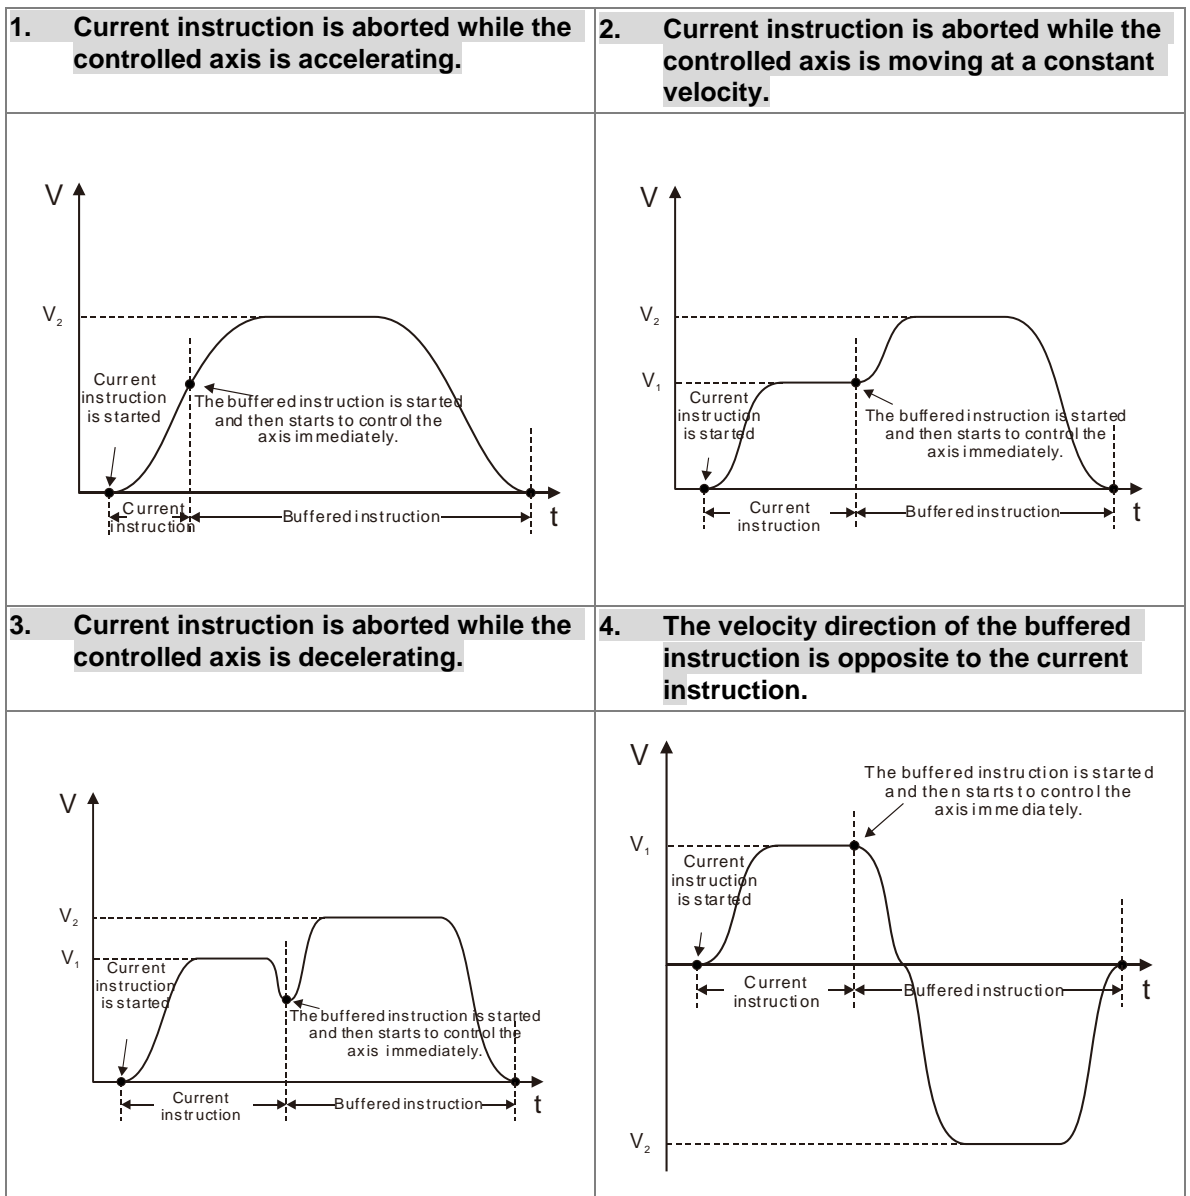 1. Current instruction is aborted while the
controlled axis is accelerating.
2. Current instruction is aborted while the
controlled axis is moving at a constant
velocity.
V
V2
Current
instruction
is started
The buffered instruction is started
and then starts to control the
axis immediately.
Current
instruction
Buffered instruction
t
V
V2
V1
Current
instruction
is started
The buffered instruction is started
and then starts to control the
axis immediately.
Current
instruction
Buffered instruction
t
3. Current instruction is aborted while the
controlled axis is decelerating.
4. The velocity direction of the buffered
instruction is opposite to the current
instruction.
V
V2
V1
Current
instruction
is started
The buffered instruction is started
and then starts to control the
axis immediately.
Current
instruction
Buffered instruction
t
V
The buffered instruction is started
and then starts to control the
axis immediately.
V1
Current
instruction
is started
Current
instruction
Buffered instruction
t
V2